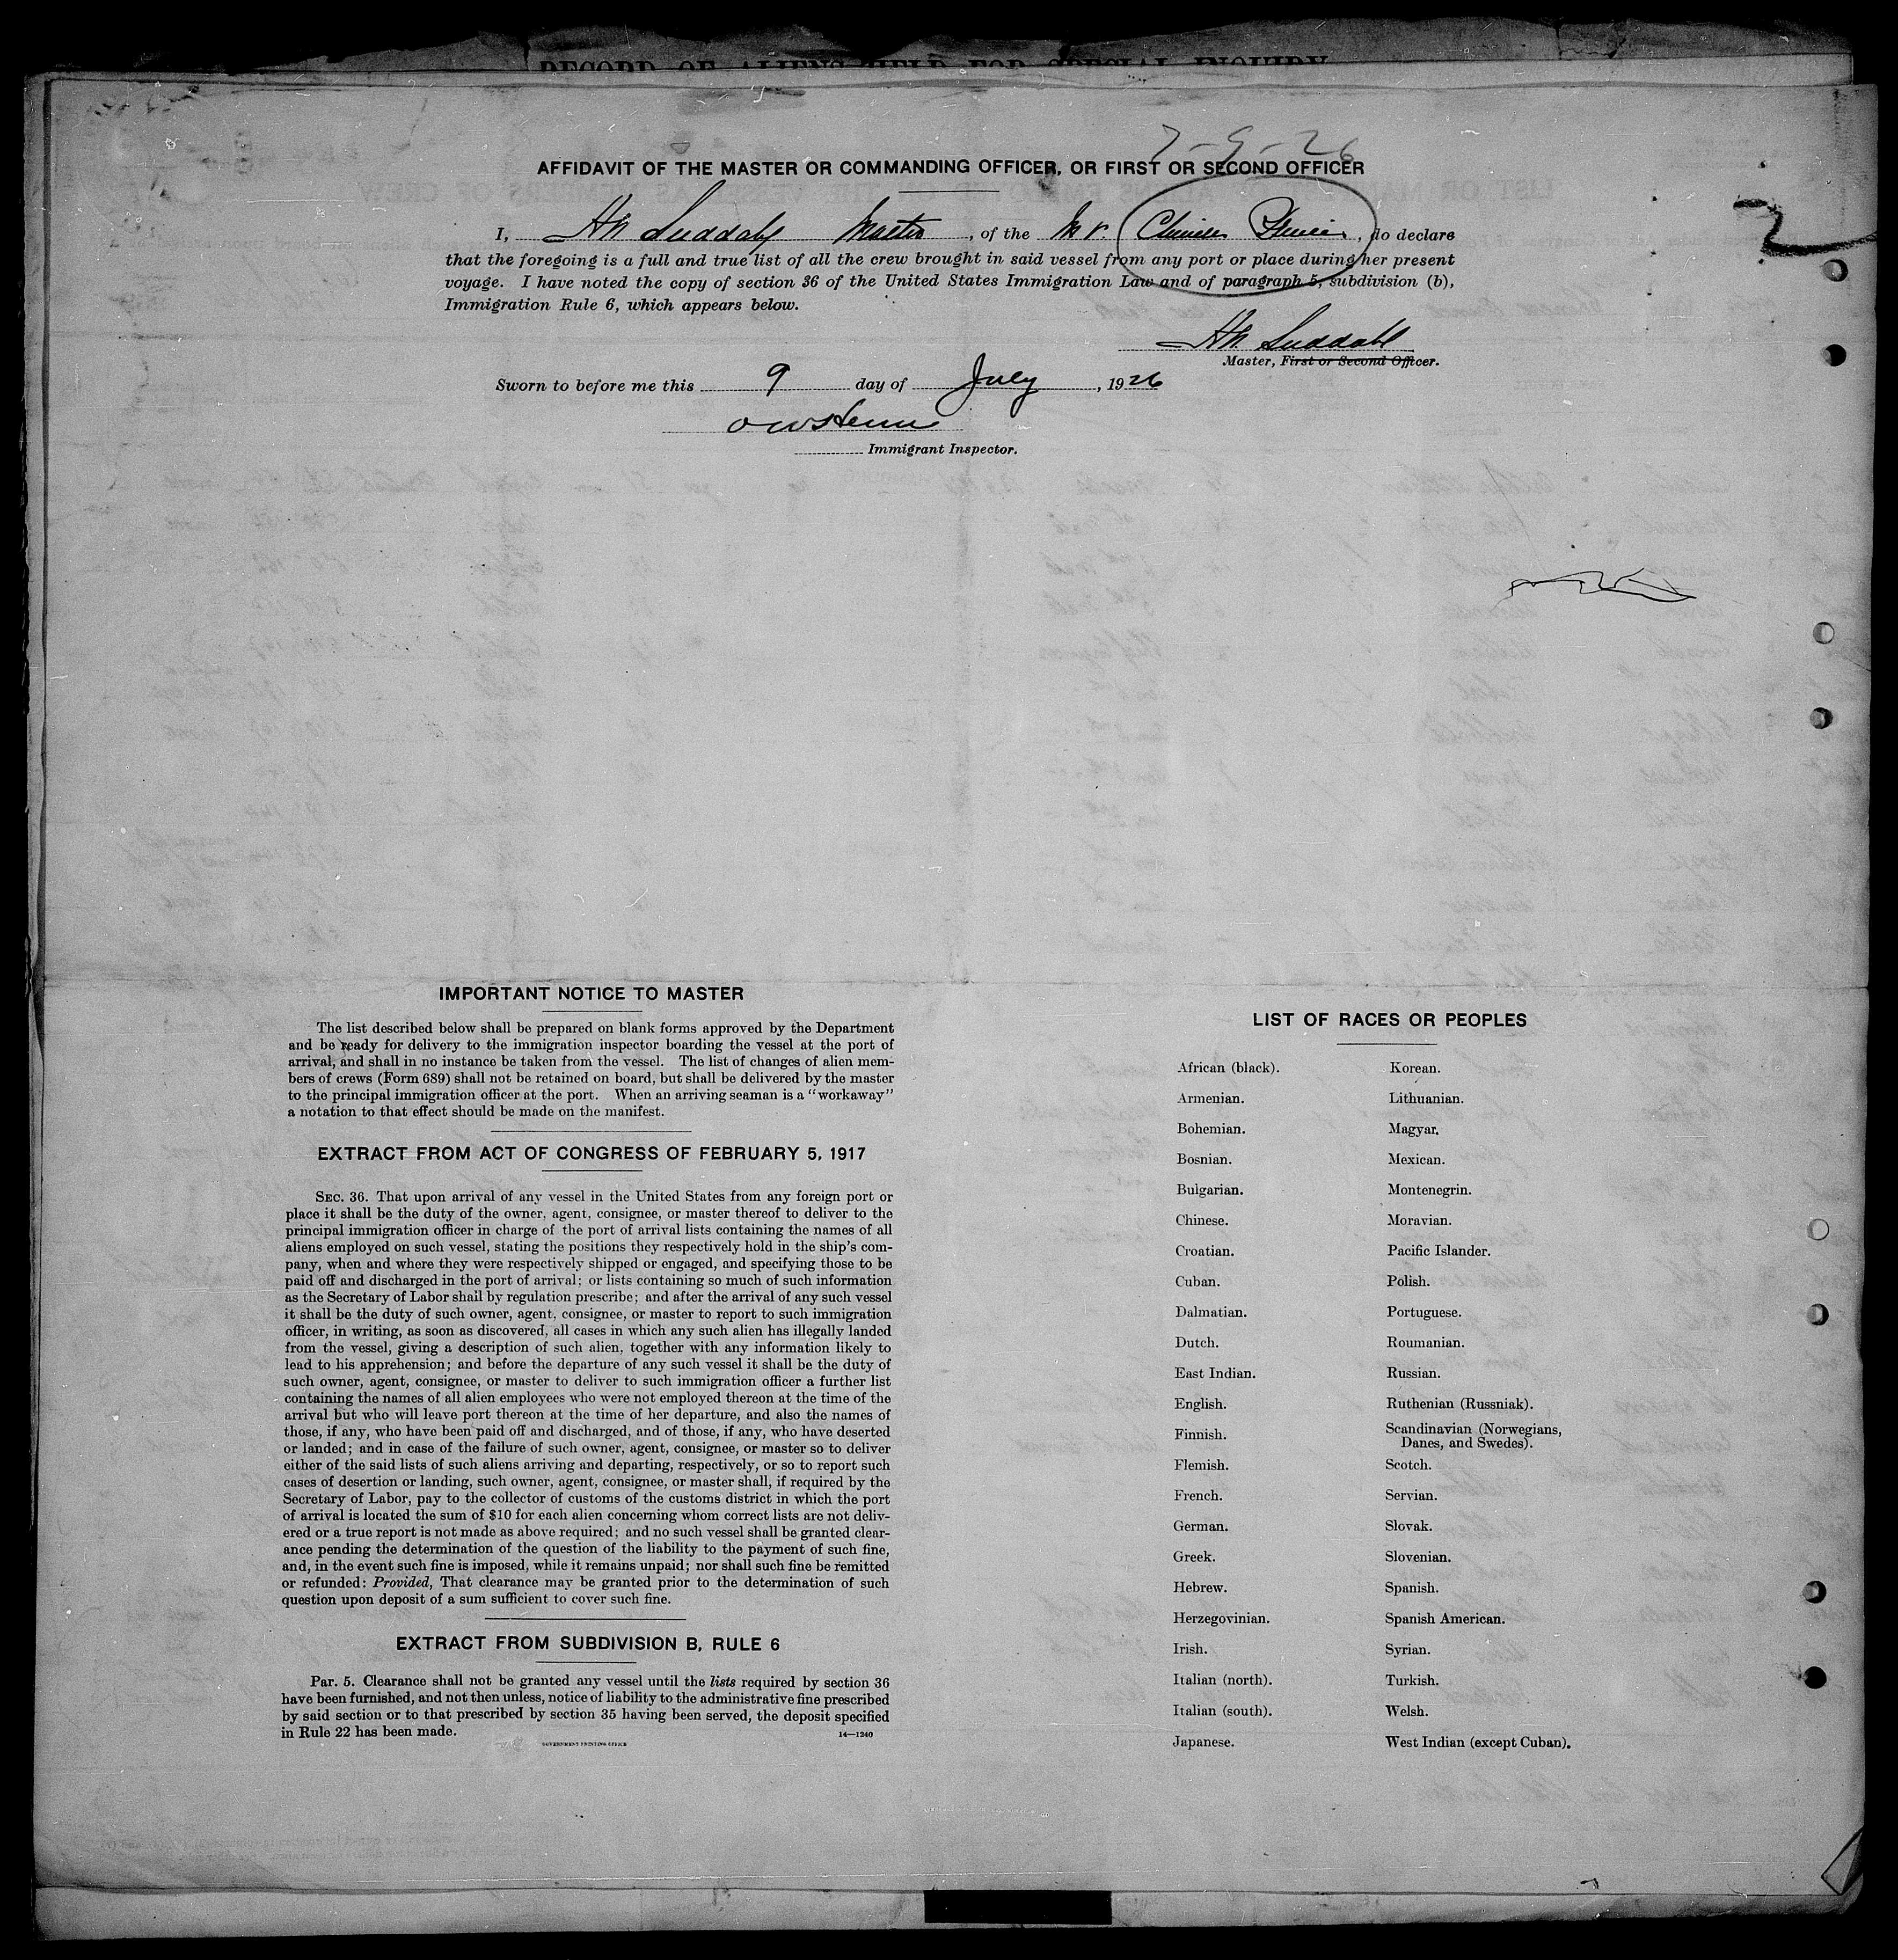 RECORD OF ALIENS HELD FOR SPECIAL INQUIRY
7-9-26
AFFIDAVIT OF THE MASTER OR COMMANDING OFFICER, OR FIRST OR SECOND OFFICER
I, Master, of the M.V. Chinese Prince, do declare
that the foregoing is a full and true list of all the crew brought in said vessel from any port or place during her present
voyage. I have noted the copy of section 36 of the United States Immigration Law and of paragraph 5, subdivision (b),
Immigration Rule 6, which appears below.
Master, First or Second Officer.
Sworn to before me this 9 day of July, 1926
Immigrant Inspector.
IMPORTANT NOTICE TO MASTER
The list described below shall be prepared on blank forms approved by the Department
and be ready for delivery to the immigration inspector boarding the vessel at the port of
arrival, and shall in no instance be taken from the vessel. The list of changes of alien mem-
bers of crews (Form 689) shall not be retained on board, but shall be delivered by the master
to the principal immigration officer at the port. When an arriving seaman is a "workaway"
a notation to that effect should be made on the manifest.
EXTRACT FROM ACT OF CONGRESS OF FEBRUARY 5, 1917
SEC. 36. That upon arrival of any vessel in the United States from any foreign port or
place it shall be the duty of the owner, agent, consignee, or master thereof to deliver to the
principal immigration officer in charge of the port of arrival lists containing the names of all
aliens employed on such vessel, stating the positions they respectively hold in the ship's com-
pany, when and where they were respectively shipped or engaged, and specifying those to be
paid off and discharged in the port of arrival; or lists containing so much of such information
as the Secretary of Labor shall by regulation prescribe; and after the arrival of any such vessel
it shall be the duty of such owner, agent, consignee, or master to report to such immigration
officer, in writing, as soon as discovered, all cases in which any such alien has illegally landed
from the vessel, giving a description of such alien, together with any information likely to
lead to his apprehension; and before the departure of any such vessel it shall be the duty of
such owner, agent, consignee, or master to deliver to such immigration officer a further list
containing the names of all alien employees who were not employed thereon at the time of the
arrival but who will leave port thereon at the time of her departure, and also the names of
those, if any, who have been paid off and discharged, and of those, if any, who have deserted
or landed; and in case of the failure of such owner, agent, consignee, or master so to deliver
either of the said lists of such aliens arriving and departing, respectively, or so to report such
cases of desertion or landing, such owner, agent, consignee, or master shall, if required by the
Secretary of Labor, pay to the collector of customs of the customs district in which the port
of arrival is located the sum of $10 for each alien concerning whom correct lists are not deliv-
ered or a true report is not made as above required; and no such vessel shall be granted clear-
ance pending the determination of the question of the liability to the payment of such fine,
and, in the event such fine is imposed, while it remains unpaid; nor shall such fine be remitted
or refunded: Provided, That clearance may be granted prior to the determination of such
question upon deposit of a sum sufficient to cover such fine.
EXTRACT FROM SUBDIVISION B, RULE 6
Par. 5. Clearance shall not be granted any vessel until the lists required by section 36
have been furnished, and not then unless, notice of liability to the administrative fine prescribed
by said section or to that prescribed by section 35 having been served, the deposit specified
in Rule 22 has been made.
14—1240
GOVERNMENT PRINTING OFFICE
LIST OF RACES OR PEOPLES
African (black).
Armenian.
Bohemian.
Bosnian.
Bulgarian.
Chinese.
Croatian.
Cuban.
Dalmatian.
Dutch.
East Indian.
English.
Finnish.
Flemish.
French.
German.
Greek.
Hebrew.
Herzegovinian.
Irish.
Italian (north).
Italian (south).
Japanese.
Korean.
Lithuanian.
Magyar.
Mexican.
Montenegrin.
Moravian.
Pacific Islander.
Polish.
Portuguese.
Roumanian.
Russian.
Ruthenian (Russniak).
Scandinavian (Norwegians,
Danes, and Swedes).
Scotch.
Servian.
Slovak.
Slovenian.
Spanish.
Spanish American.
Syrian.
Turkish.
Welsh.
West Indian (except Cuban).